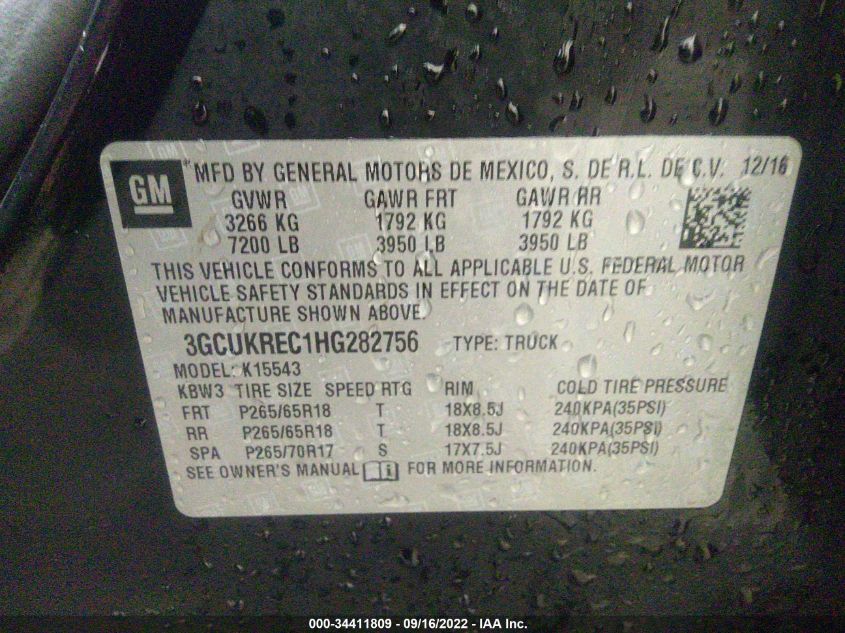 GM "MFD BY GENERAL MOTORS DE MEXICO, S. DE R.L. DE C.V. 12/16
GVWR GAWR FRT GAWR RR
3266 KG 1792 KG 1792 KG
7200 LB 3950 LB 3950 LB
THIS VEHICLE CONFORMS TO ALL APPLICABLE U.S. FEDERAL MOTOR
VEHICLE SAFETY STANDARDS IN EFFECT ON THE DATE OF
MANUFACTURE SHOWN ABOVE.
3GCUKREC1HG282756 TYPE: TRUCK
MODEL: K15543
KBW3 TIRE SIZE SPEED RTG RIM COLD TIRE PRESSURE
FRT P265/65R18 T 18X8.5J 240KPA(35PSI)
RR P265/65R18 T 18X8.5J 240KPA(35PSI)
SPA P265/70R17 S 17X7.5J 240KPA(35PSI)
SEE OWNER'S MANUAL FOR MORE INFORMATION.
000-34411809 - 09/16/2022 - IAA Inc.